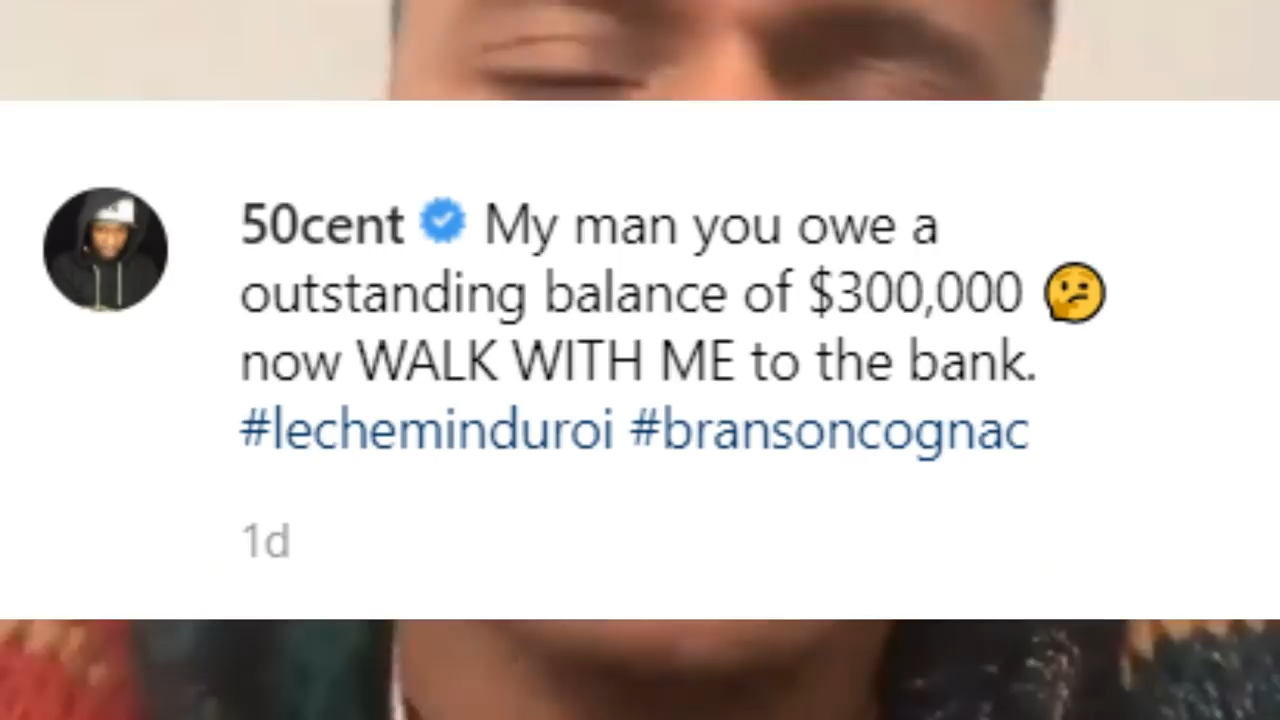 50cent My man you owe a
outstanding balance of $300,000 🤔
now WALK WITH ME to the bank.
#lecheminduroi #bransoncognac
1d